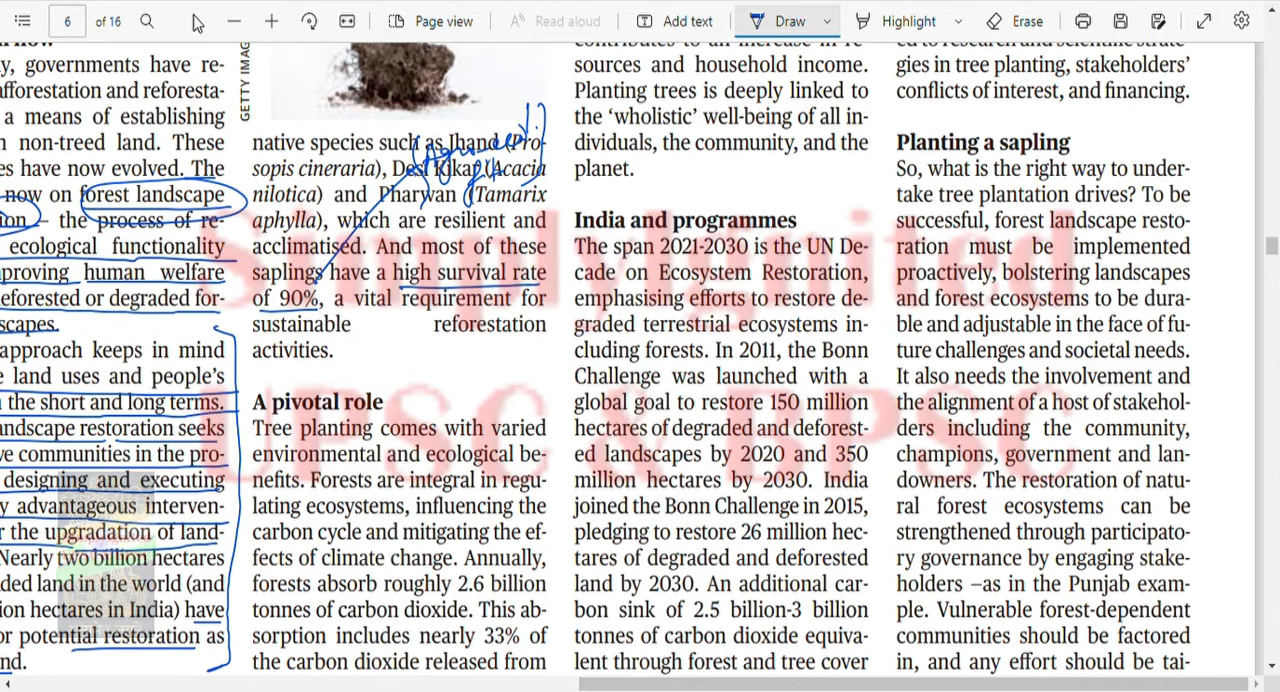 6 of 16
Page view
Read aloud
Add text
Draw
Highlight
Erase
y, governments have re-
afforestation and reforesta-
a means of establishing
n non-treed land. These
es have now evolved. The
now on forest landscape
on – the process of re-
ecological functionality
proving human welfare
eforested or degraded for-
scapes.
approach keeps in mind
e land uses and people's
the short and long terms.
andscape restoration seeks
ve communities in the pro-
designing and executing
y advantageous interven-
r the upgradation of land-
Nearly two billion hectares
ded land in the world (and
ion hectares in India) have
or potential restoration as
nd.
GETTY IMAG
native species such as Jhand (Pro-
sopis cineraria), Desi Kikar (Acacia
nilotica) and Pharwan (Tamarix
aphylla), which are resilient and
acclimatised. And most of these
saplings have a high survival rate
of 90%, a vital requirement for
sustainable reforestation
activities.
A pivotal role
Tree planting comes with varied
environmental and ecological be-
nefits. Forests are integral in regu-
lating ecosystems, influencing the
carbon cycle and mitigating the ef-
fects of climate change. Annually,
forests absorb roughly 2.6 billion
tonnes of carbon dioxide. This ab-
sorption includes nearly 33% of
the carbon dioxide released from
contributes to an increase in re-
sources and household income.
Planting trees is deeply linked to
the 'wholistic' well-being of all in-
dividuals, the community, and the
planet.
India and programmes
The span 2021-2030 is the UN De-
cade on Ecosystem Restoration,
emphasising efforts to restore de-
graded terrestrial ecosystems in-
cluding forests. In 2011, the Bonn
Challenge was launched with a
global goal to restore 150 million
hectares of degraded and deforest-
ed landscapes by 2020 and 350
million hectares by 2030. India
joined the Bonn Challenge in 2015,
pledging to restore 26 million hec-
tares of degraded and deforested
land by 2030. An additional car-
bon sink of 2.5 billion-3 billion
tonnes of carbon dioxide equiva-
lent through forest and tree cover
ed to research and scientific strate-
gies in tree planting, stakeholders'
conflicts of interest, and financing.
Planting a sapling
So, what is the right way to under-
take tree plantation drives? To be
successful, forest landscape resto-
ration must be implemented
proactively, bolstering landscapes
and forest ecosystems to be dura-
ble and adjustable in the face of fu-
ture challenges and societal needs.
It also needs the involvement and
the alignment of a host of stakehol-
ders including the community,
champions, government and lan-
downers. The restoration of natu-
ral forest ecosystems can be
strengthened through participato-
ry governance by engaging stake-
holders –as in the Punjab exam-
ple. Vulnerable forest-dependent
communities should be factored
in, and any effort should be tai-
SimplyIgnited
UPSC & BPSC